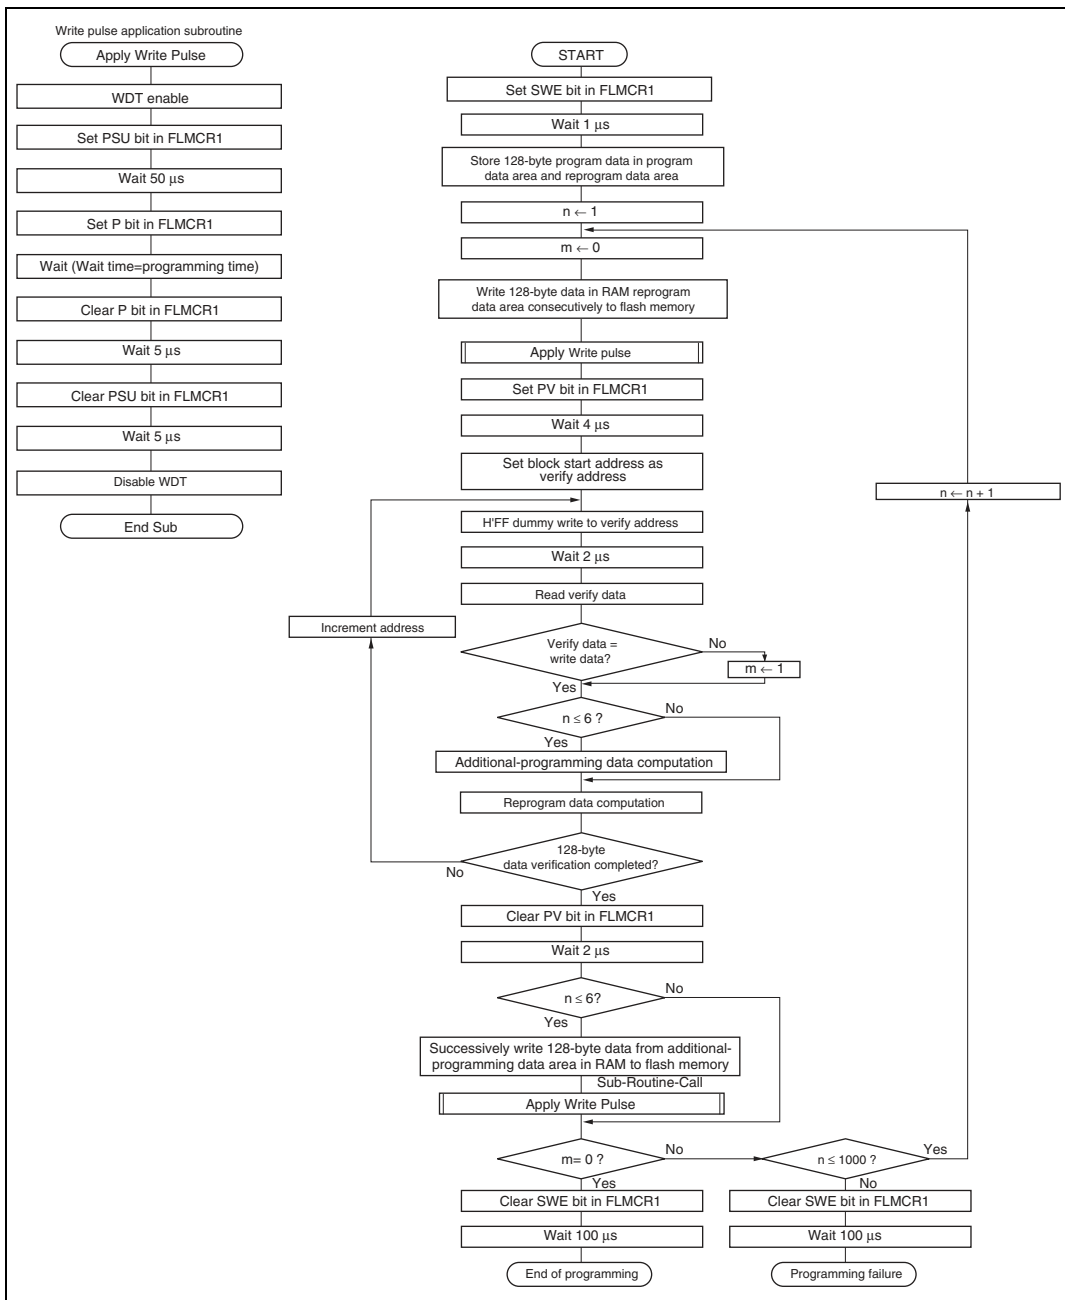 Write pulse application subroutine
Apply Write Pulse
WDT enable
Set PSU bit in FLMCR1
Wait 50 μs
Set P bit in FLMCR1
Wait (Wait time=programming time)
Clear P bit in FLMCR1
Wait 5 μs
Clear PSU bit in FLMCR1
Wait 5 μs
Disable WDT
End Sub
START
Set SWE bit in FLMCR1
Wait 1 μs
Store 128-byte program data in program
data area and reprogram data area
n ← 1
m ← 0
Write 128-byte data in RAM reprogram
data area consecutively to flash memory
Apply Write pulse
Set PV bit in FLMCR1
Wait 4 μs
Set block start address as
verify address
n ← n + 1
H'FF dummy write to verify address
Wait 2 μs
Read verify data
Increment address
Verify data =
write data?
No
m ← 1
Yes
n ≤ 6 ?
No
Yes
Additional-programming data computation
Reprogram data computation
128-byte
data verification completed?
No
Yes
Clear PV bit in FLMCR1
Wait 2 μs
n ≤ 6?
No
Yes
Successively write 128-byte data from additional-
programming data area in RAM to flash memory
Sub-Routine-Call
Apply Write Pulse
m= 0 ?
No
Yes
n ≤ 1000 ?
Yes
No
Clear SWE bit in FLMCR1
Clear SWE bit in FLMCR1
Wait 100 μs
Wait 100 μs
End of programming
Programming failure